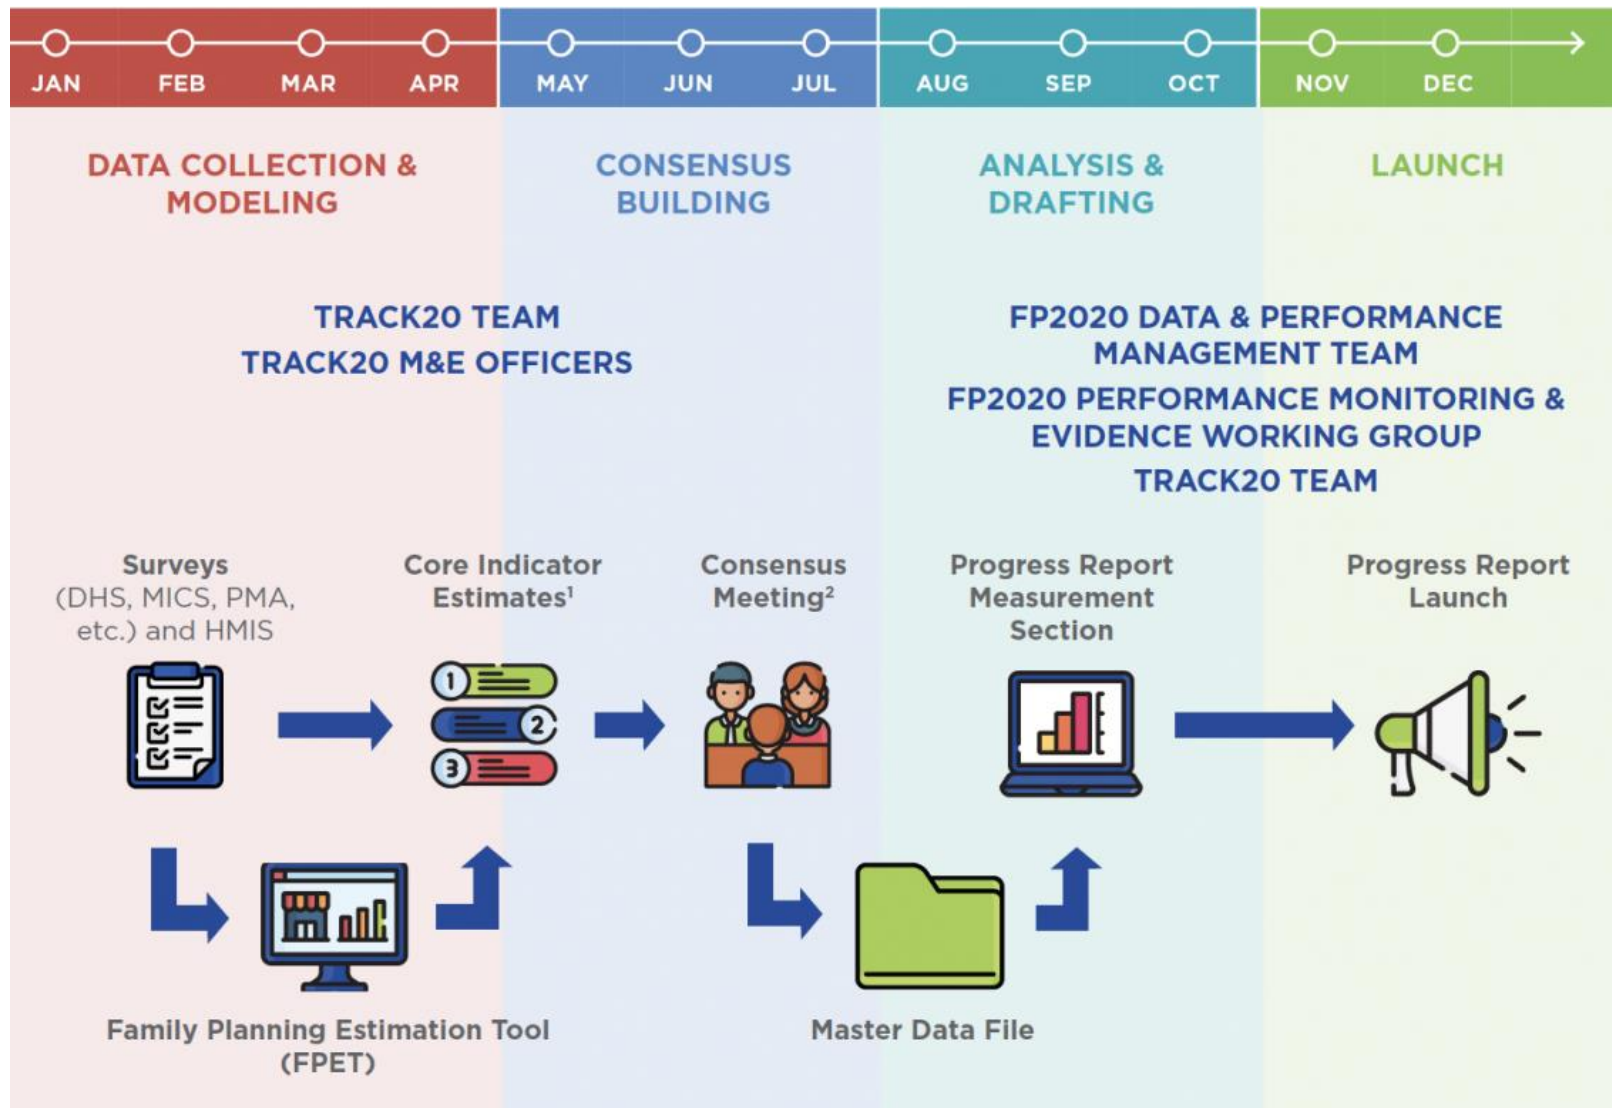 JAN FEB MAR APR MAY JUN JUL AUG SEP OCT NOV DEC
DATA COLLECTION &
MODELING
CONSENSUS
BUILDING
ANALYSIS &
DRAFTING
LAUNCH
TRACK20 TEAM
TRACK20 M&E OFFICERS
FP2020 DATA & PERFORMANCE
MANAGEMENT TEAM
FP2020 PERFORMANCE MONITORING &
EVIDENCE WORKING GROUP
TRACK20 TEAM
Surveys
(DHS, MICS, PMA,
etc.) and HMIS
Core Indicator
Estimates¹
Consensus
Meeting²
Progress Report
Measurement
Section
Progress Report
Launch
1
2
3
Family Planning Estimation Tool
(FPET)
Master Data File